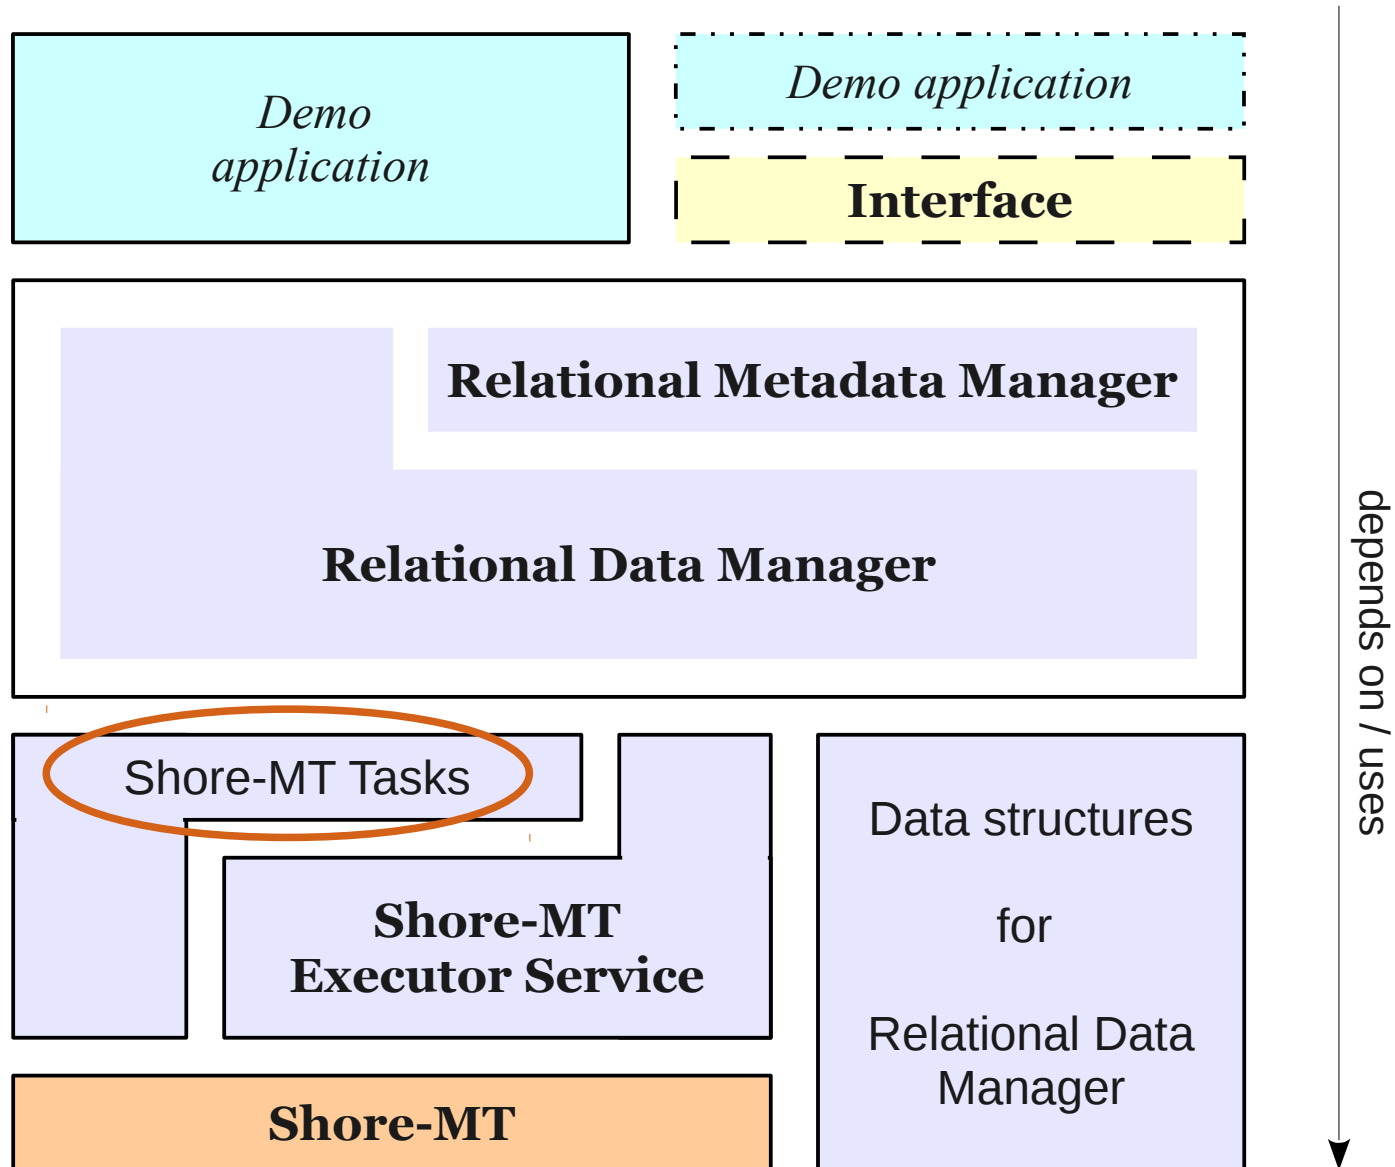 Demo
application
Demo application
Interface
Relational Metadata Manager
Relational Data Manager
Shore-MT Tasks
Shore-MT
Executor Service
Data structures
for
Relational Data
Manager
Shore-MT
depends on / uses